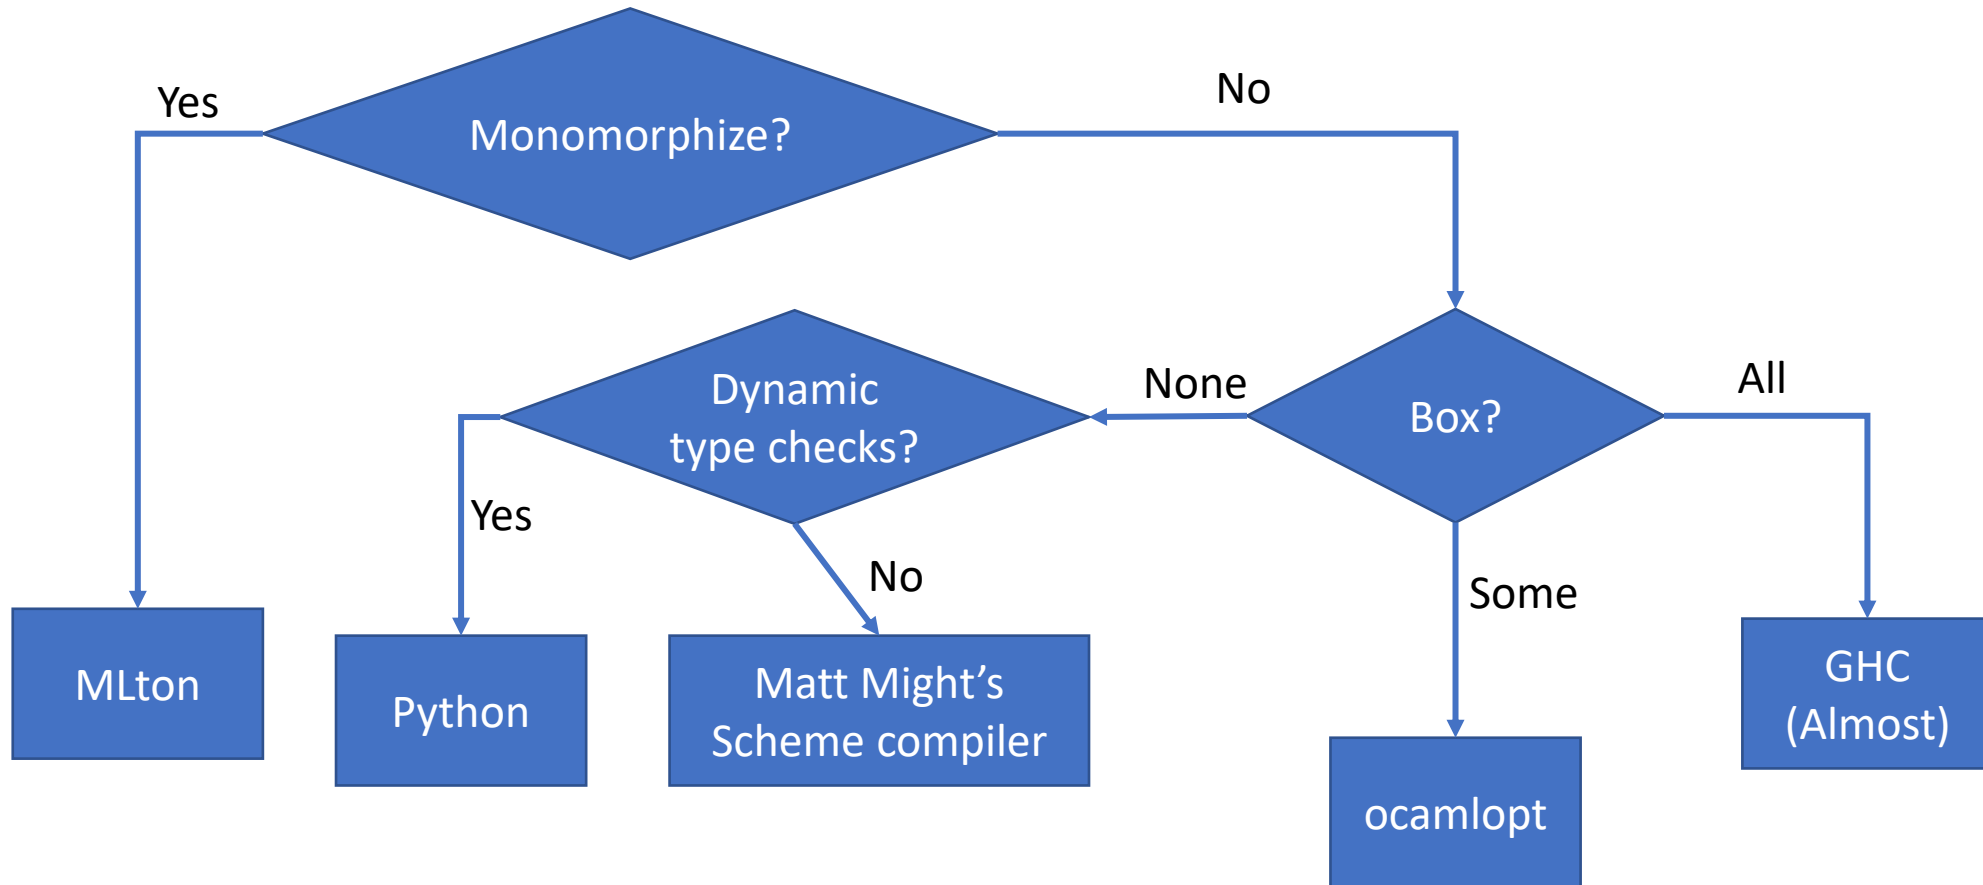 Yes
Monomorphize?
No
Dynamic
type checks?
None
Box?
All
Yes
No
Some
MLton
Python
Matt Might’s
Scheme compiler
ocamlopt
GHC
(Almost)